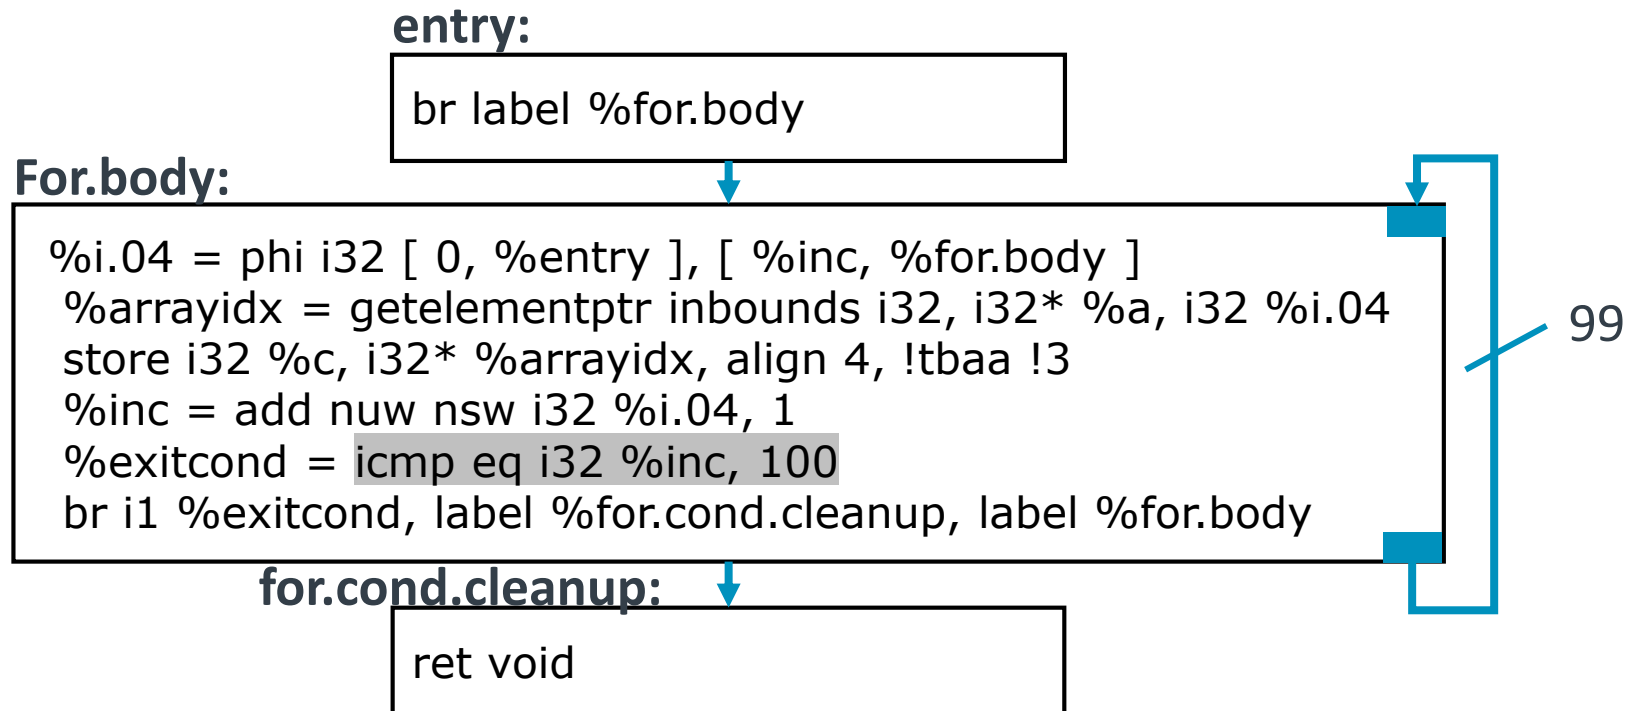 entry:
br label %for.body
For.body:
%i.04 = phi i32 [ 0, %entry ], [ %inc, %for.body ]
%arrayidx = getelementptr inbounds i32, i32* %a, i32 %i.04
store i32 %c, i32* %arrayidx, align 4, !tbaa !3
%inc = add nuw nsw i32 %i.04, 1
%exitcond = icmp eq i32 %inc, 100
br i1 %exitcond, label %for.cond.cleanup, label %for.body
99
for.cond.cleanup:
ret void